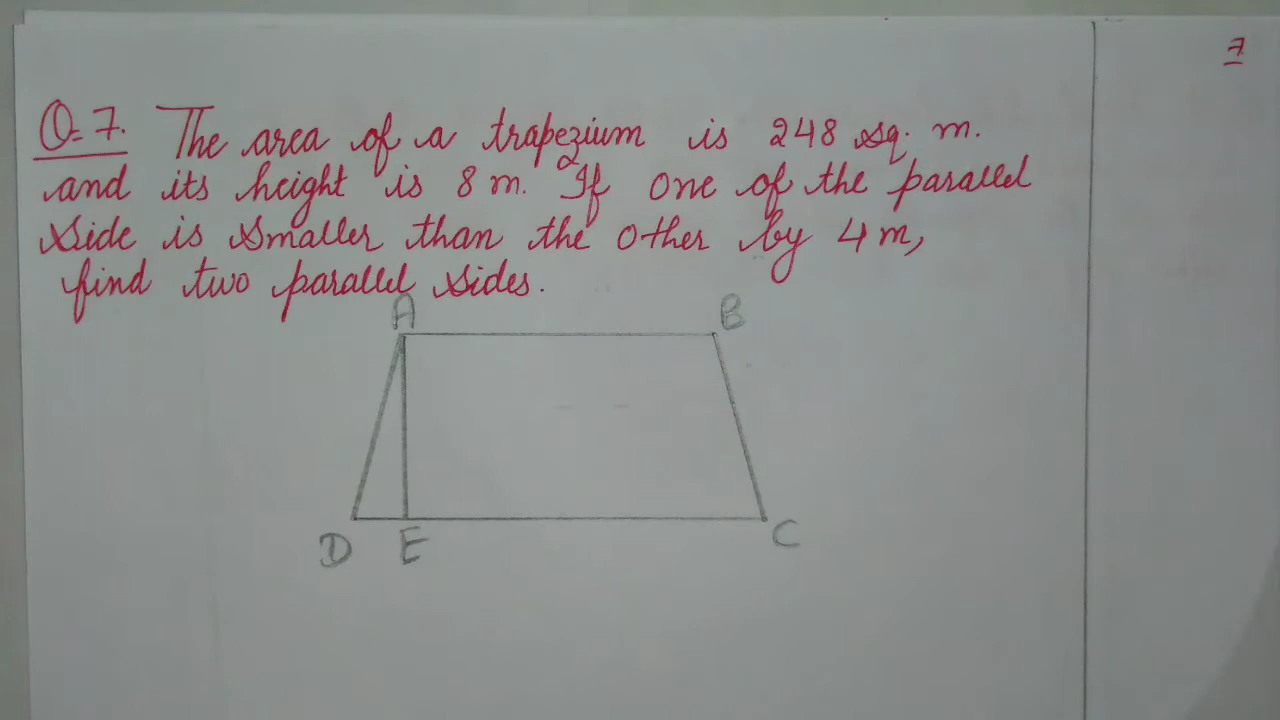 7
Q.7. The area of a trapezium is 248 sq. m.
and its height is 8 m. If one of the parallel
side is smaller than the other by 4 m,
find two parallel sides.
A B
D E C